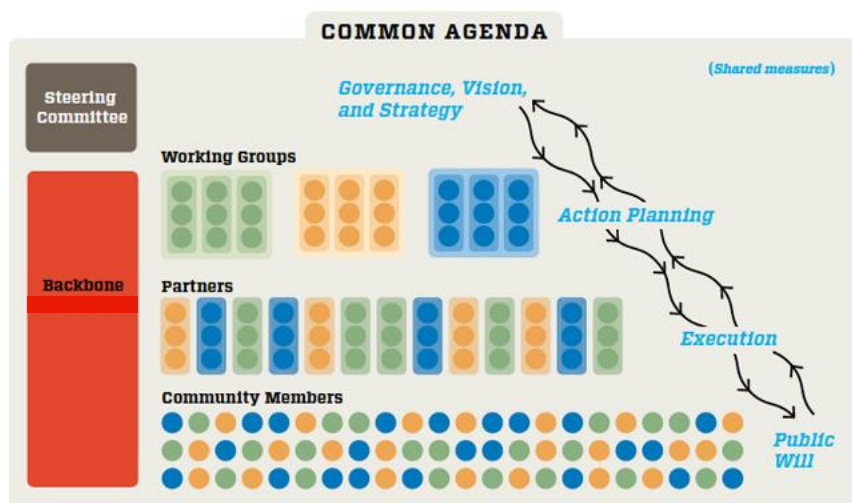 COMMON AGENDA
Steering
Committee
Governance, Vision,
and Strategy
(Shared measures)
Working Groups
Action Planning
Backbone
Partners
Execution
Community Members
Public
Will